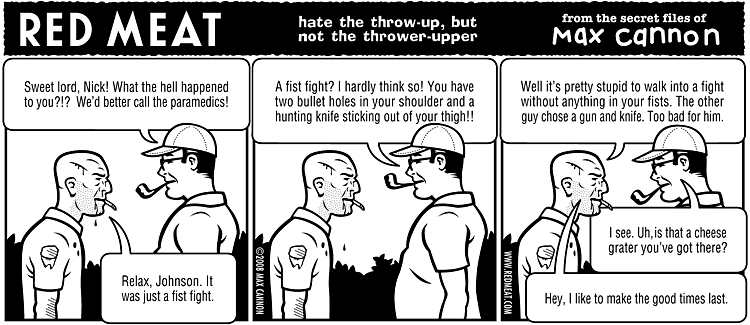 RED MEAT
hate the throw-up, but
not the thrower-upper
from the secret files of
Max Cannon
Sweet lord, Nick! What the hell happened
to you?!? We'd better call the paramedics!
Relax, Johnson. It
was just a fist fight.
A fist fight? I hardly think so! You have
two bullet holes in your shoulder and a
hunting knife sticking out of your thigh!!
©2008 MAX CANNON
Well it's pretty stupid to walk into a fight
without anything in your fists. The other
guy chose a gun and knife. Too bad for him.
I see. Uh, is that a cheese
grater you've got there?
Hey, I like to make the good times last.
WWW.REDMEAT.COM